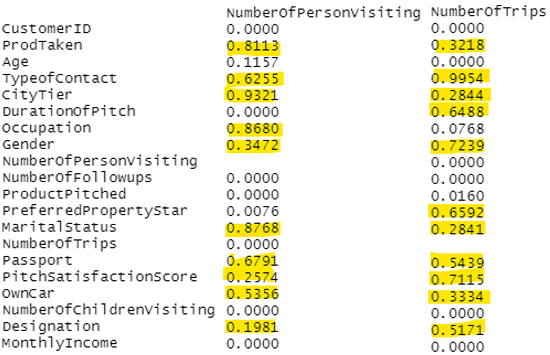 NumberOfPersonVisiting NumberOfTrips
CustomerID 0.0000 0.0000
ProdTaken 0.8113 0.3218
Age 0.1157 0.0000
TypeofContact 0.6255 0.9954
CityTier 0.9321 0.2844
DurationOfPitch 0.0000 0.6488
Occupation 0.8680 0.0768
Gender 0.3472 0.7239
NumberOfPersonVisiting 0.0000
NumberOfFollowups 0.0000 0.0000
ProductPitched 0.0000 0.0160
PreferredPropertyStar 0.0076 0.6592
MaritalStatus 0.8768 0.2841
NumberOfTrips 0.0000
Passport 0.6791 0.5439
PitchSatisfactionScore 0.2574 0.7115
OwnCar 0.5356 0.3334
NumberOfChildrenVisiting 0.0000 0.0000
Designation 0.1981 0.5171
MonthlyIncome 0.0000 0.0000